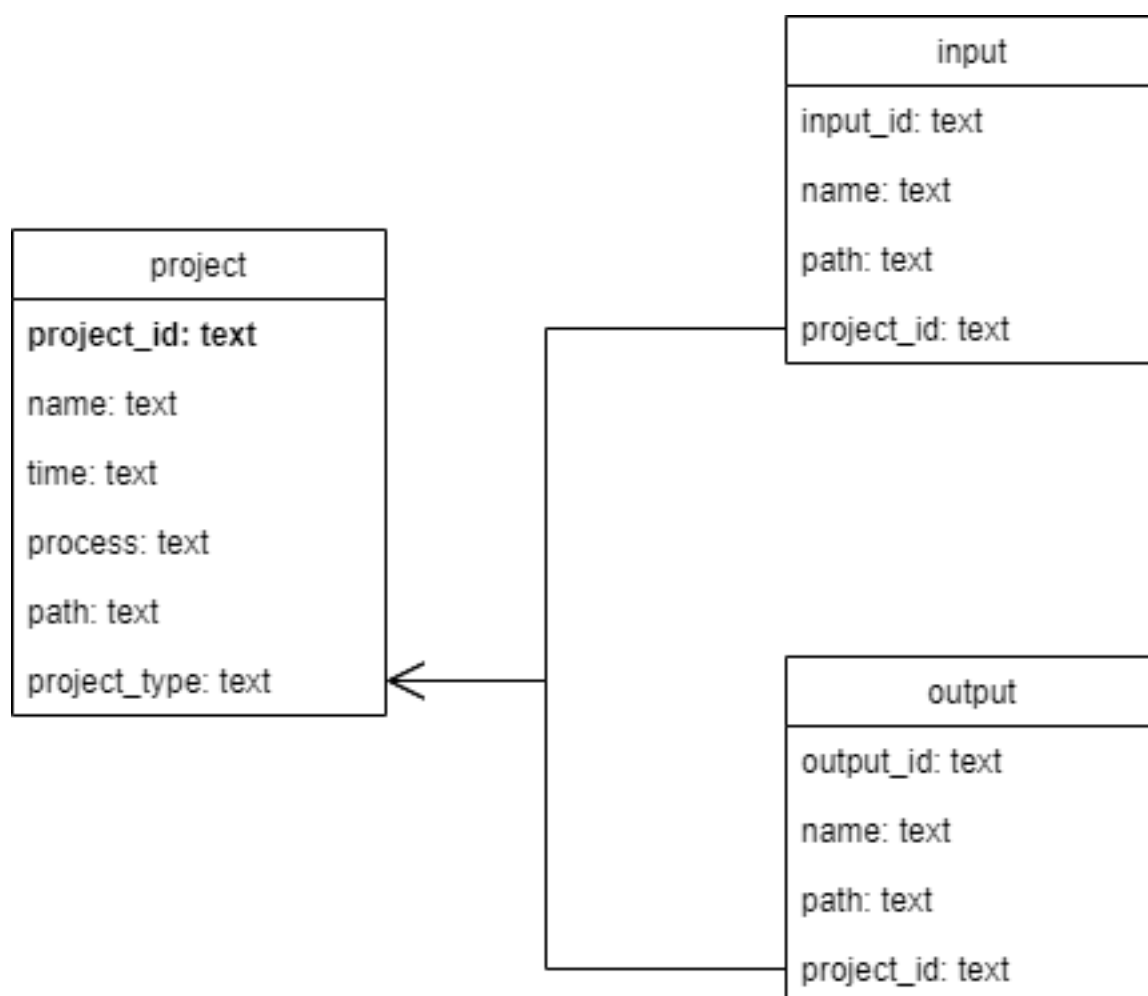 project
project_id: text
name: text
time: text
process: text
path: text
project_type: text
input
input_id: text
name: text
path: text
project_id: text
output
output_id: text
name: text
path: text
project_id: text